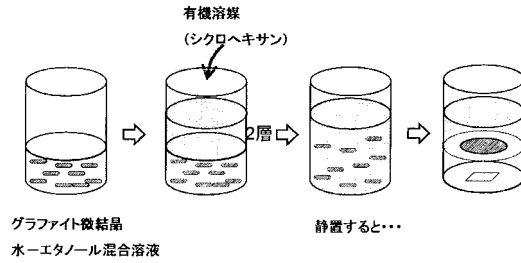 有機溶媒
(シクロヘキサン)
2層
グラファイト微結晶
水ーエタノール混合溶液
静置すると・・・